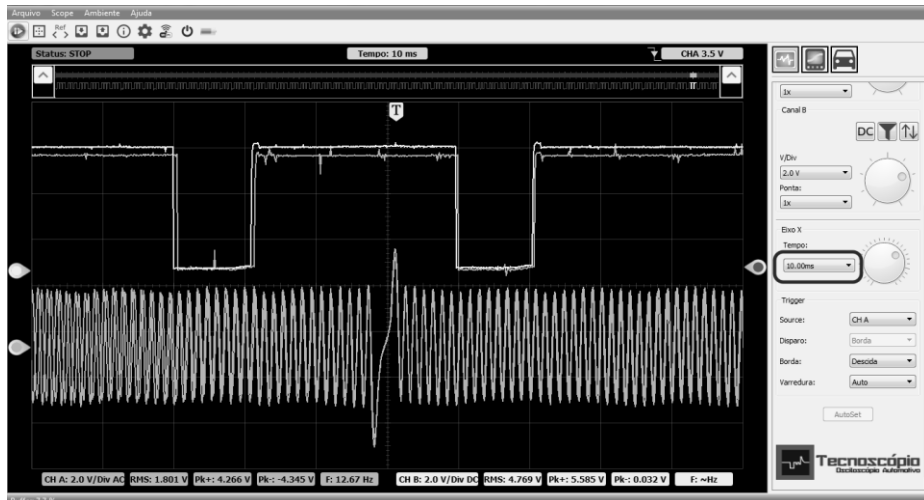 Arquivo Scope Ambiente Ajuda
Ref
Status: STOP
Tempo: 10 ms
CHA 3.5 V
T
1x
Canal B
DC
V/Div
2.0 V
Ponta:
1x
Eixo X
Tempo:
10.00ms
Trigger
Source: CH A
Disparo: Borda
Borda: Descida
Varredura: Auto
AutoSet
Tecnoscópio
Osciloscópio Automotivo
CH A: 2.0 V/Div AC RMS: 1.801 V Pk+: 4.266 V Pk-: -4.345 V F: 12.67 Hz CH B: 2.0 V/Div DC RMS: 4.769 V Pk+: 5.585 V Pk-: 0.032 V F: ~Hz